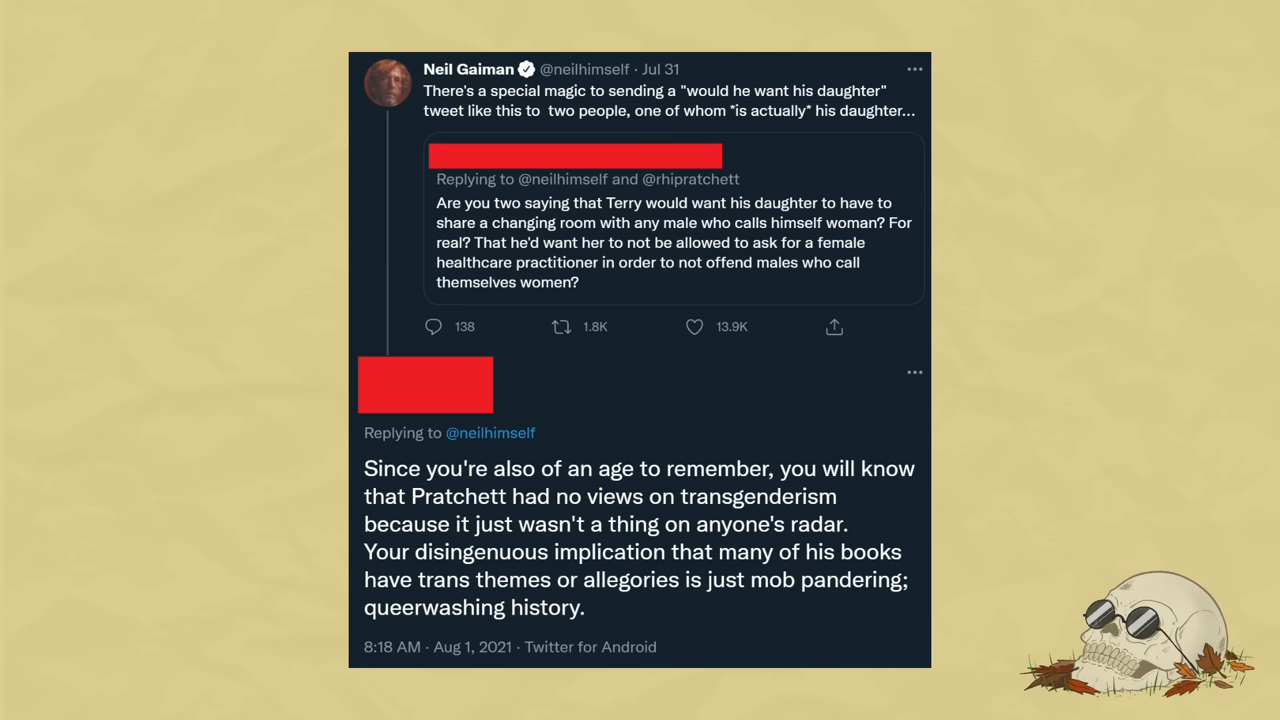 Neil Gaiman @neilhimself · Jul 31
There's a special magic to sending a "would he want his daughter"
tweet like this to two people, one of whom *is actually* his daughter...
Replying to @neilhimself and @rhipratchett
Are you two saying that Terry would want his daughter to have to
share a changing room with any male who calls himself woman? For
real? That he'd want her to not be allowed to ask for a female
healthcare practitioner in order to not offend males who call
themselves women?
138 1.8K 13.9K
Replying to @neilhimself
Since you're also of an age to remember, you will know
that Pratchett had no views on transgenderism
because it just wasn't a thing on anyone's radar.
Your disingenuous implication that many of his books
have trans themes or allegories is just mob pandering;
queerwashing history.
8:18 AM · Aug 1, 2021 · Twitter for Android